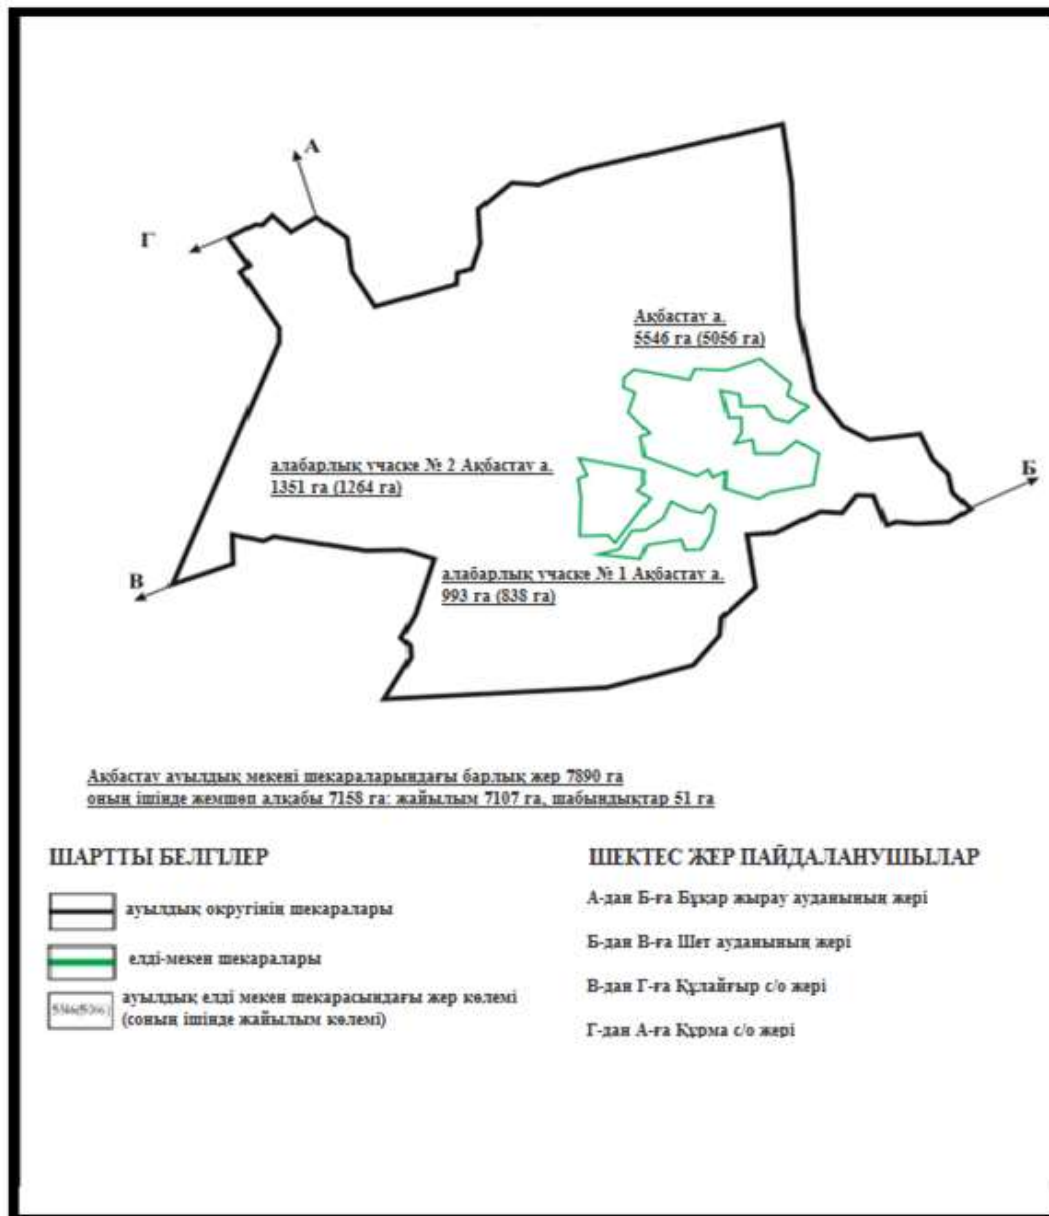 А
Г
Ақбастау а.
5546 га (5056 га)
алабарлық учаске № 2 Ақбастау а.
1351 га (1264 га)
Б
В
алабарлық учаске № 1 Ақбастау а.
993 га (838 га)
Ақбастау ауылдық мекені шекараларындағы барлық жер 7890 га
оның ішінде жемшөп алқабы 7158 га: жайылым 7107 га, шабындықтар 51 га
ШАРТТЫ БЕЛГІЛЕР
ауылдық округінің шекаралары
елді-мекен шекаралары
ауылдық елді мекен шекарасындағы жер көлемі
(соның ішінде жайылым көлемі)
ШЕКТЕС ЖЕР ПАЙДАЛАНУШЫЛАР
А-дан Б-ға Бұқар жырау ауданының жері
Б-дан В-ға Шет ауданының жері
В-дан Г-ға Құлайғыр с/о жері
Г-дан А-ға Құрма с/о жері